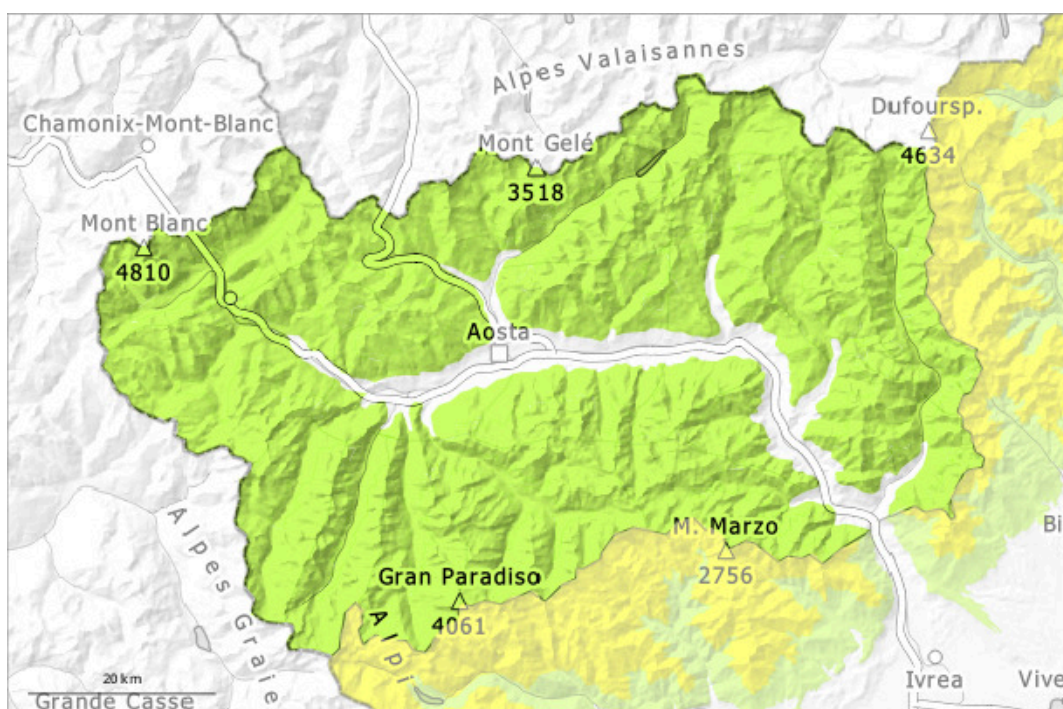 Alpes Valaisannes
Dufoursp.
4634
Chamonix-Mont-Blanc
Mont Gelé
3518
Mont Blanc
4810
Aosta
M. Marzo
2756
Gran Paradiso
4061
Alpes Graie
Alpi
Bi
20 km
Grande Casse
Ivrea
Vive